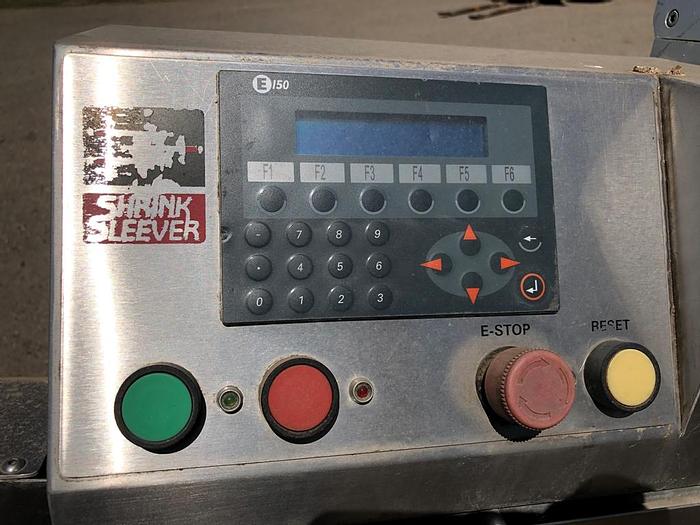 E 150
F1 F2 F3 F4 F5 F6
SHRINK
SLEEVER
- 7 8 9
. 4 5 6
0 1 2 3
E-STOP RESET